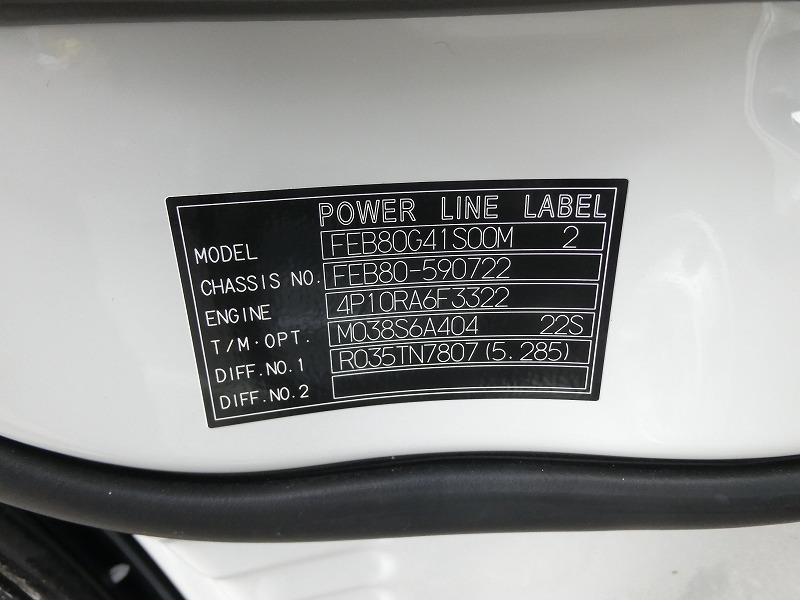 POWER LINE LABEL
MODEL FEB80G41S00M 2
CHASSIS NO. FEB80-590722
ENGINE 4P10RA6F3322
T/M·OPT. M038S6A404 22S
DIFF.NO.1 R035TN7807(5.285)
DIFF.NO.2